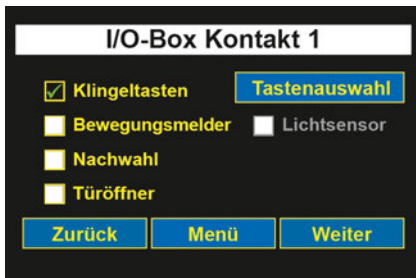 I/O-Box Kontakt 1
Klingeltasten Tastenauswahl
Bewegungsmelder Lichtsensor
Nachwahl
Türöffner
Zurück Menü Weiter